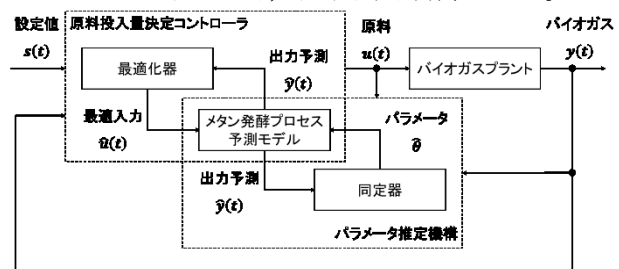 設定値
s(t)
原料投入量決定コントローラ
最適化器
出力予測
ŷ(t)
最適入力
û(t)
メタン発酵プロセス
予測モデル
原料
u(t)
バイオガスプラント
バイオガス
y(t)
パラメータ
θ̂
出力予測
ŷ(t)
同定器
パラメータ推定機構